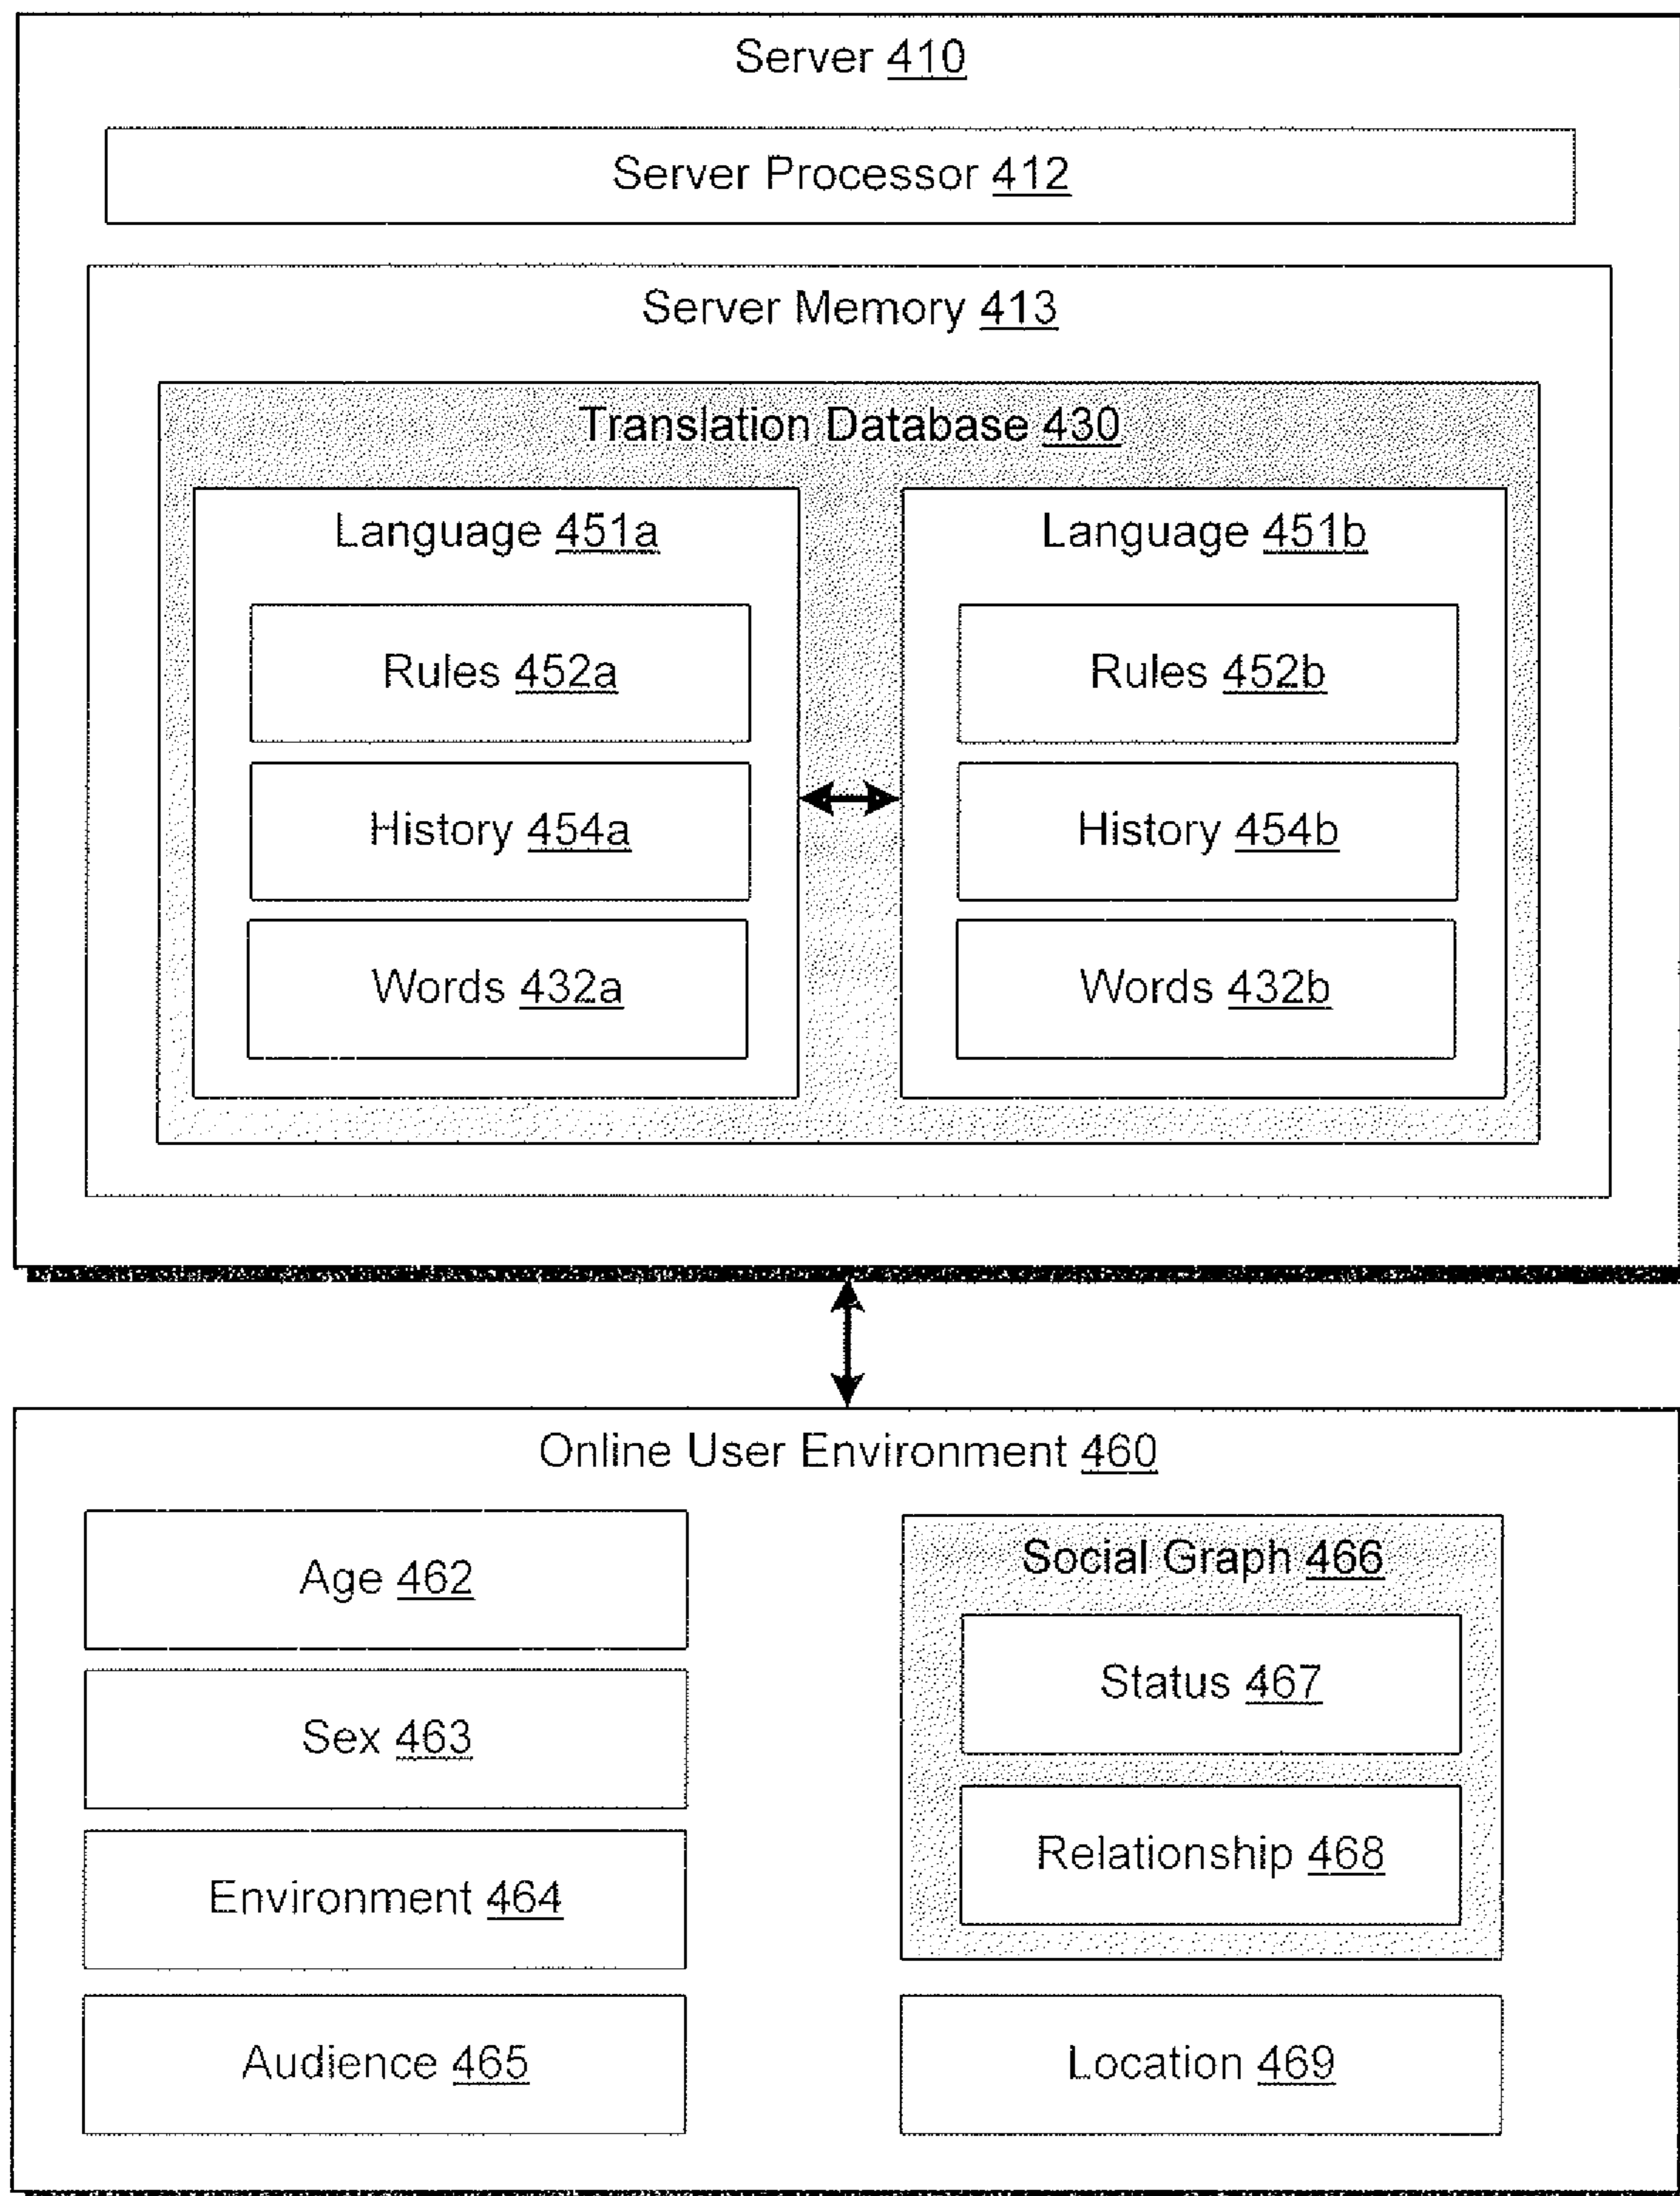 Server 410
Server Processor 412
Server Memory 413
Translation Database 430
Language 451a
Rules 452a
History 454a
Words 432a
Language 451b
Rules 452b
History 454b
Words 432b
Online User Environment 460
Age 462
Sex 463
Environment 464
Audience 465
Social Graph 466
Status 467
Relationship 468
Location 469